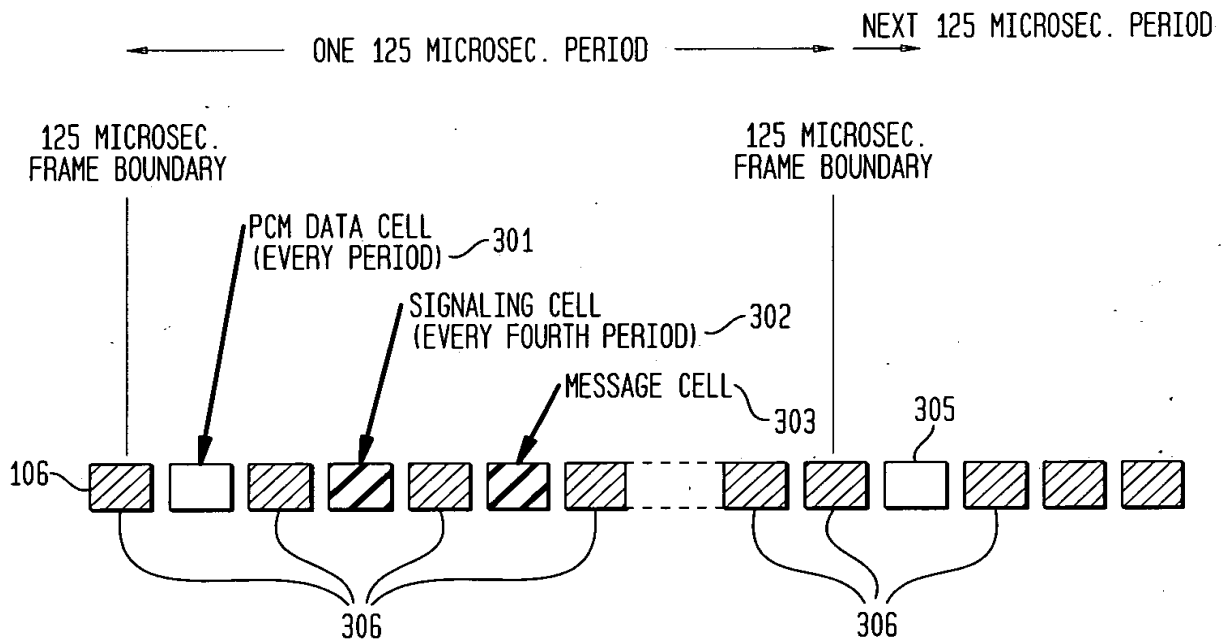 ONE 125 MICROSEC. PERIOD
NEXT 125 MICROSEC. PERIOD
125 MICROSEC.
FRAME BOUNDARY
125 MICROSEC.
FRAME BOUNDARY
PCM DATA CELL
(EVERY PERIOD)
301
SIGNALING CELL
(EVERY FOURTH PERIOD)
302
MESSAGE CELL
303
305
106
306
306